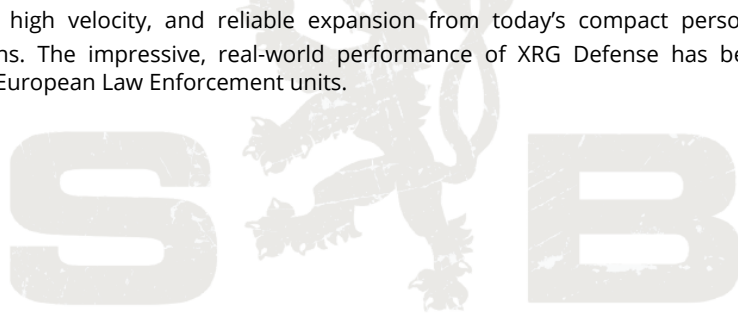 high velocity, and reliable expansion from today’s compact perso
ns. The impressive, real-world performance of XRG Defense has be
European Law Enforcement units.
S B